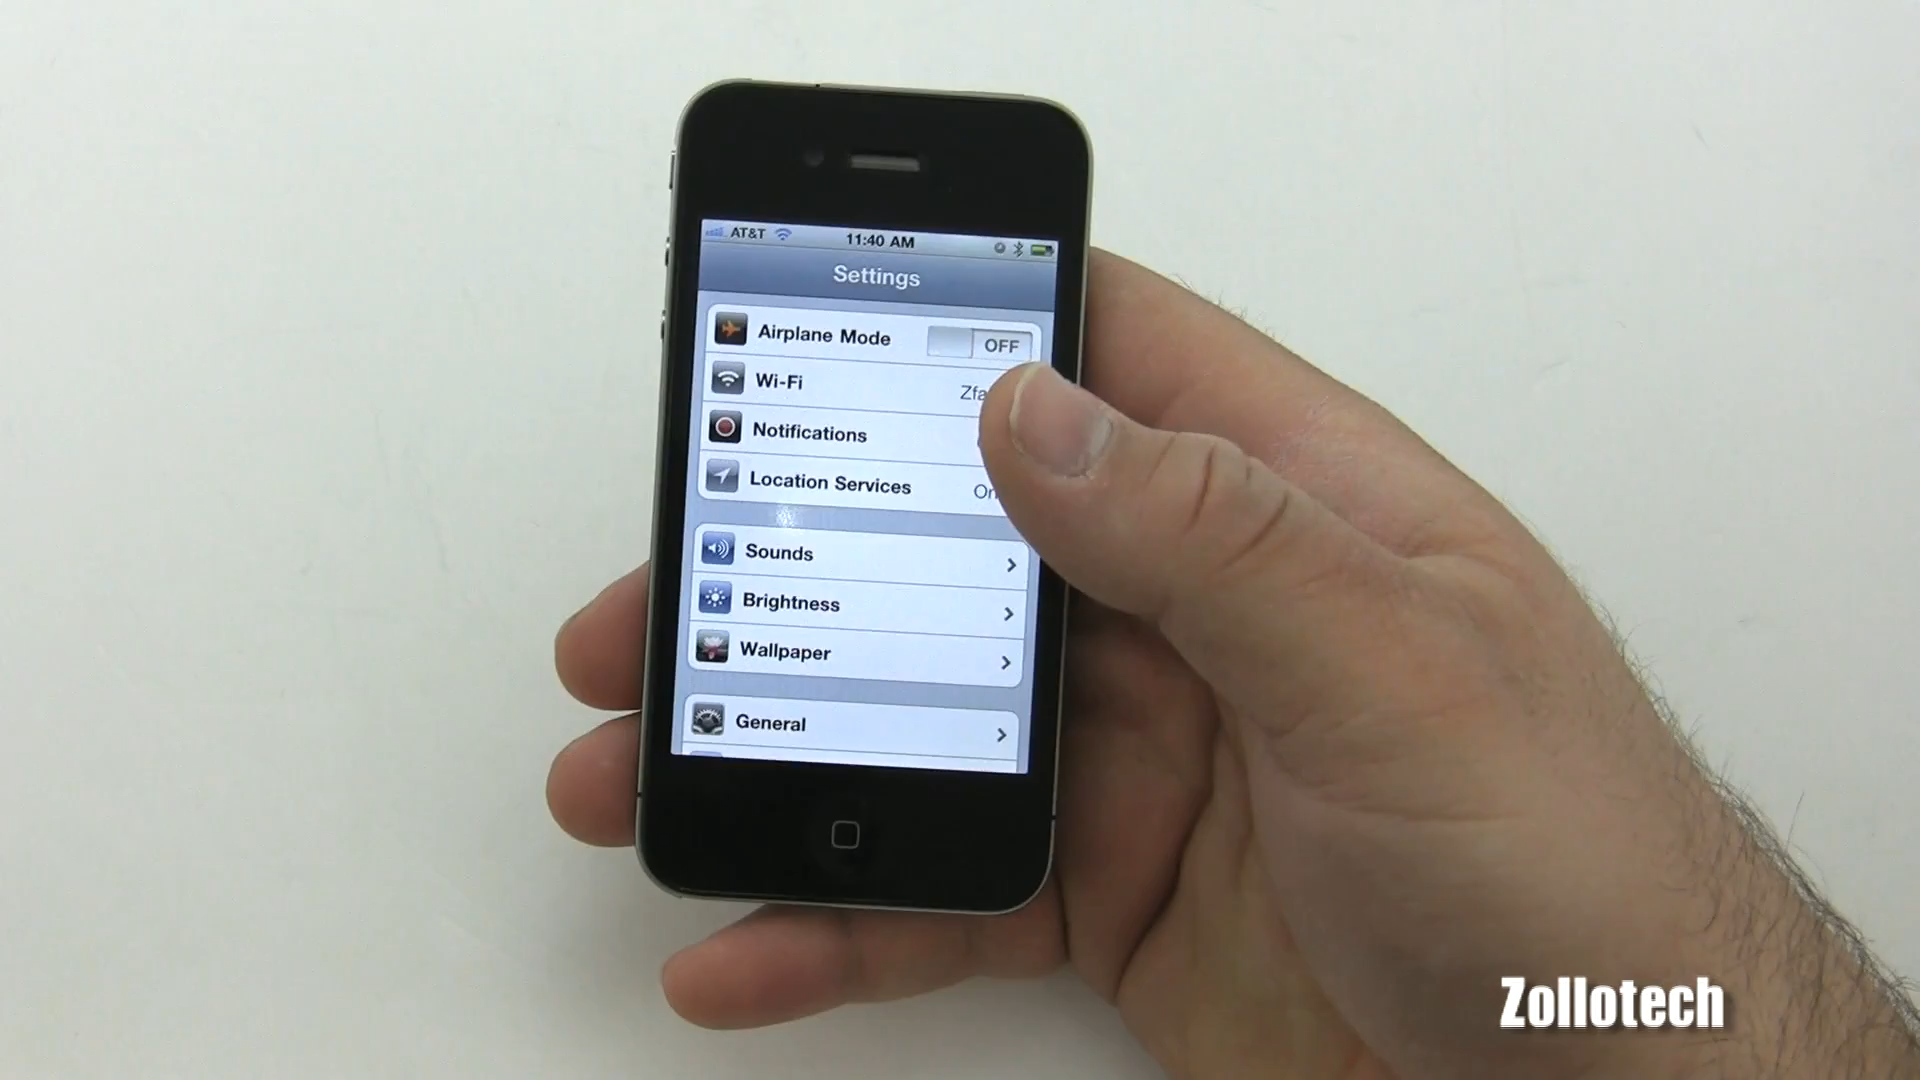 AT&T 11:40 AM
Settings
Airplane Mode OFF
Wi-Fi
Notifications
Location Services
Sounds
Brightness
Wallpaper
General
Zollotech